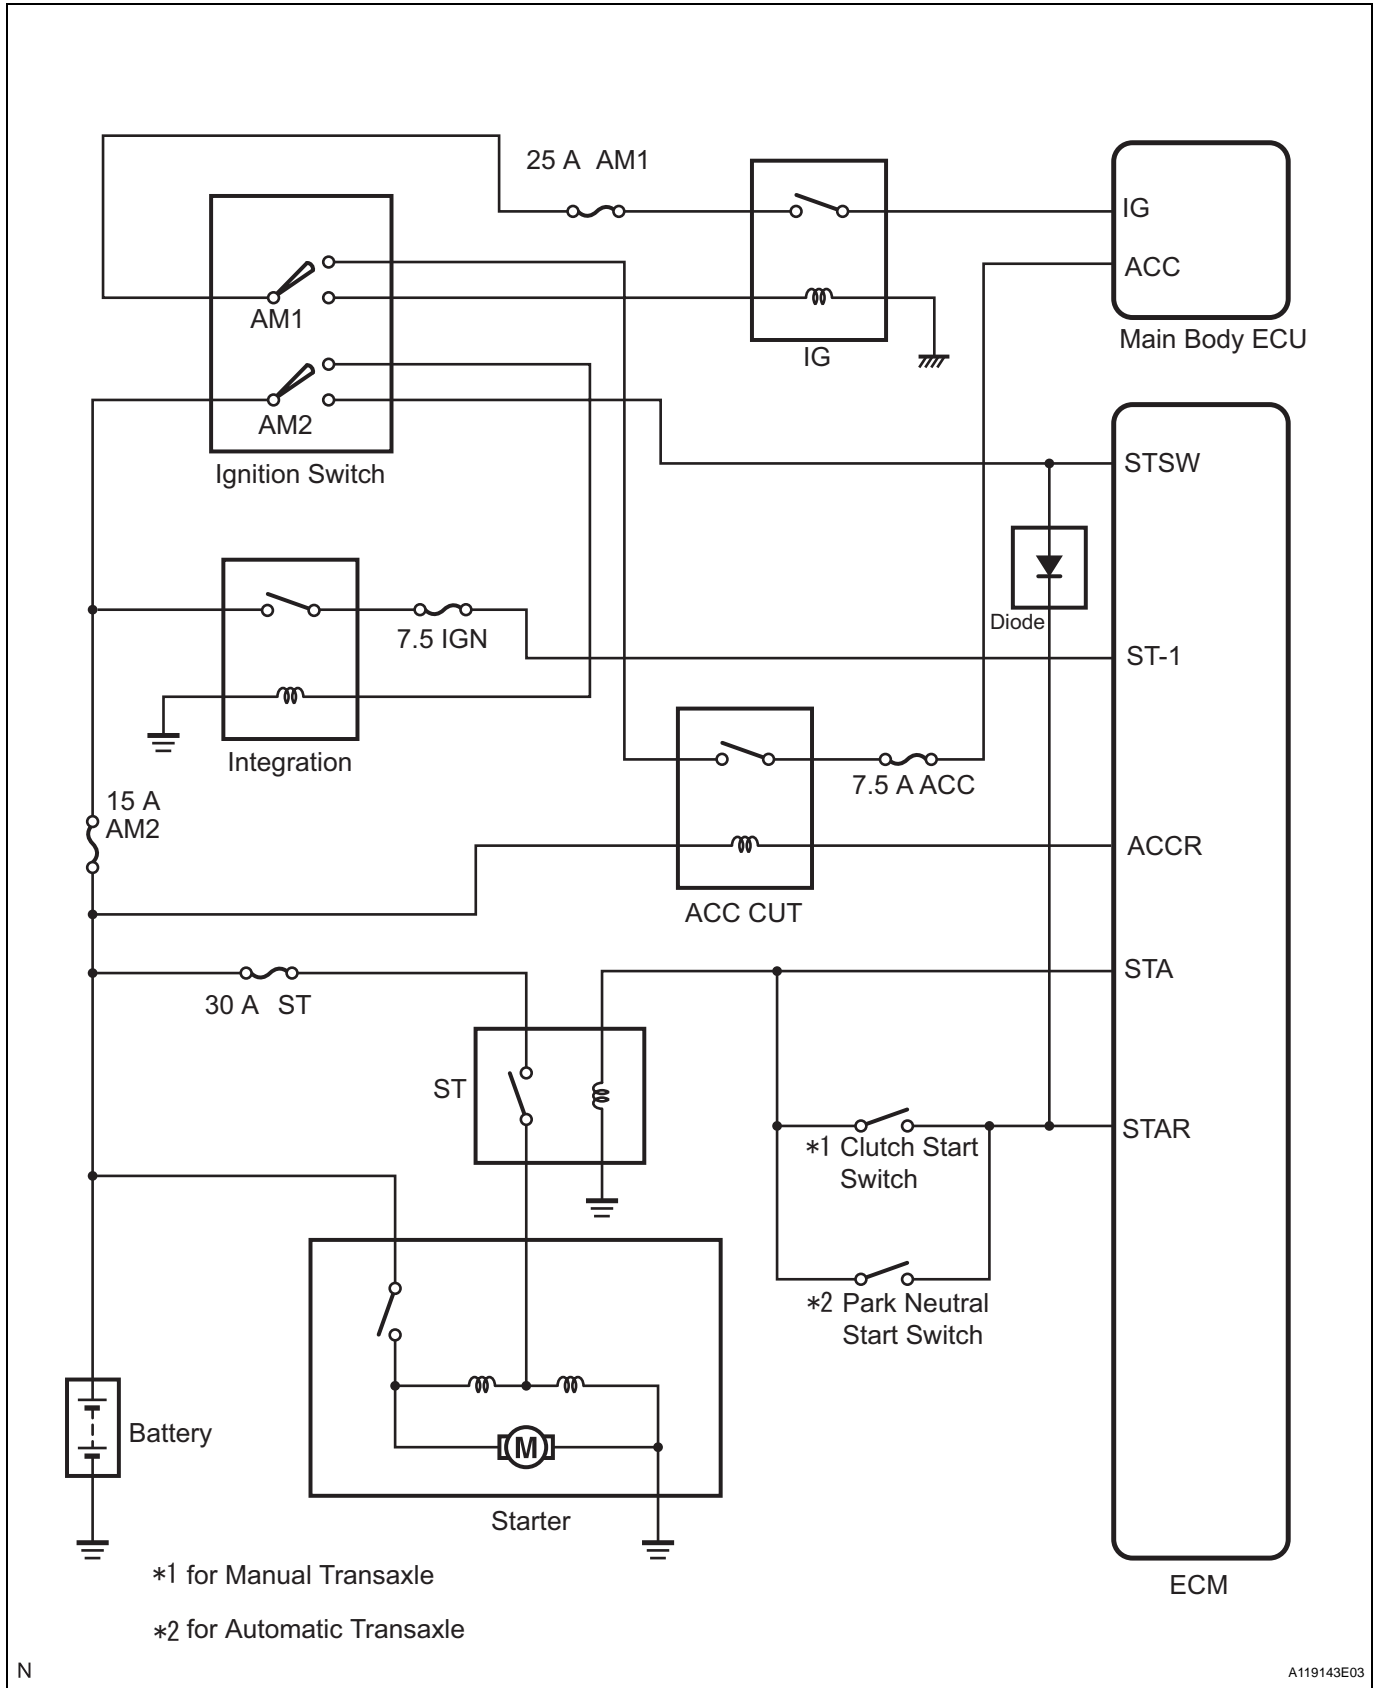 25 A AM1
IG
ACC
AM1
Main Body ECU
IG
AM2
Ignition Switch
STSW
Diode
7.5 IGN
ST-1
Integration
7.5 A ACC
15 A
AM2
ACCR
ACC CUT
STA
30 A ST
ST
STAR
*1 Clutch Start
Switch
*2 Park Neutral
Start Switch
Battery
M
Starter
*1 for Manual Transaxle
ECM
*2 for Automatic Transaxle
N
A119143E03